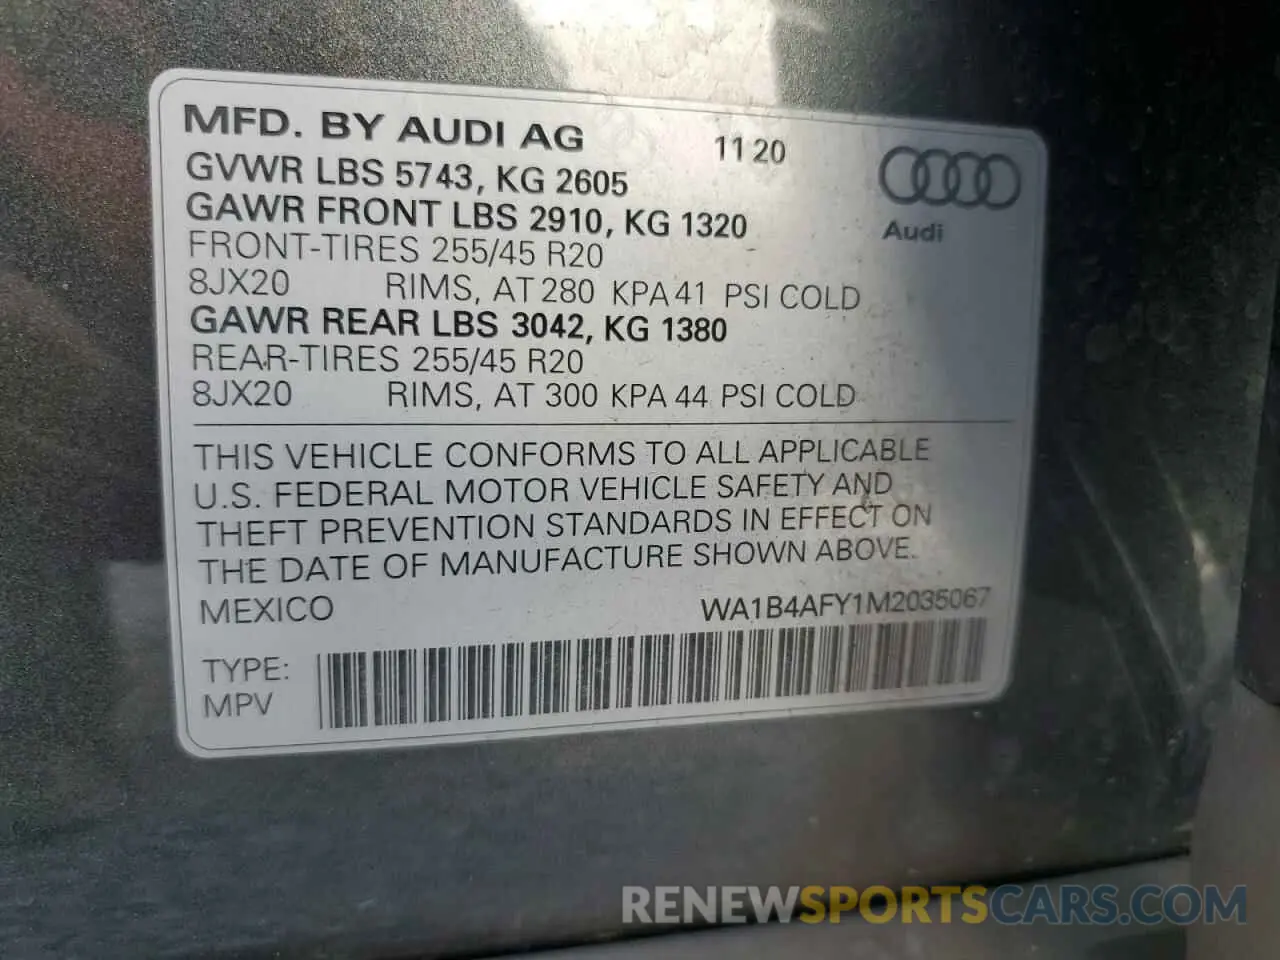 MFD. BY AUDI AG 11 20
GVWR LBS 5743, KG 2605
GAWR FRONT LBS 2910, KG 1320
Audi
FRONT-TIRES 255/45 R20
8JX20 RIMS, AT 280 KPA 41 PSI COLD
GAWR REAR LBS 3042, KG 1380
REAR-TIRES 255/45 R20
8JX20 RIMS, AT 300 KPA 44 PSI COLD
THIS VEHICLE CONFORMS TO ALL APPLICABLE
U.S. FEDERAL MOTOR VEHICLE SAFETY AND
THEFT PREVENTION STANDARDS IN EFFECT ON
THE DATE OF MANUFACTURE SHOWN ABOVE.
MEXICO WA1B4AFY1M2035067
TYPE:
MPV
RENEWSPORTSCARS.COM